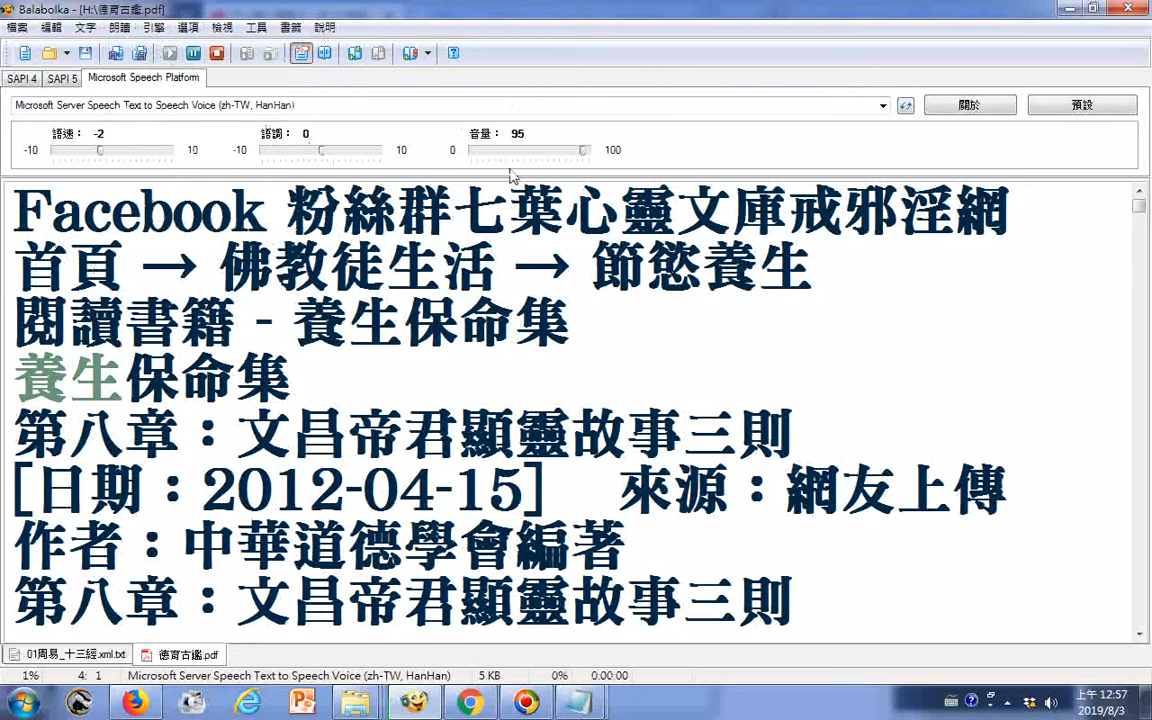 Balabolka - [H:\德育古鑑.pdf]
檔案 編輯 文字 朗讀 引擎 選項 檢視 工具 書籤 說明
SAPI 4 SAPI 5 Microsoft Speech Platform
Microsoft Server Speech Text to Speech Voice (zh-TW, HanHan) 關於 預設
語速： -2 語調： 0 音量： 95
-10 10 -10 10 0 100
Facebook 粉絲群七葉心靈文庫戒邪淫網
首頁 → 佛教徒生活 → 節慾養生
閱讀書籍 - 養生保命集
養生保命集
第八章：文昌帝君顯靈故事三則
[日期：2012-04-15] 來源：網友上傳
作者：中華道德學會編著
第八章：文昌帝君顯靈故事三則
01周易_十三經.xml.txt 德育古鑑.pdf
1% 4: 1 Microsoft Server Speech Text to Speech Voice (zh-TW, HanHan) 5 KB 0% 0:00:00
上午 12:57
2019/8/3